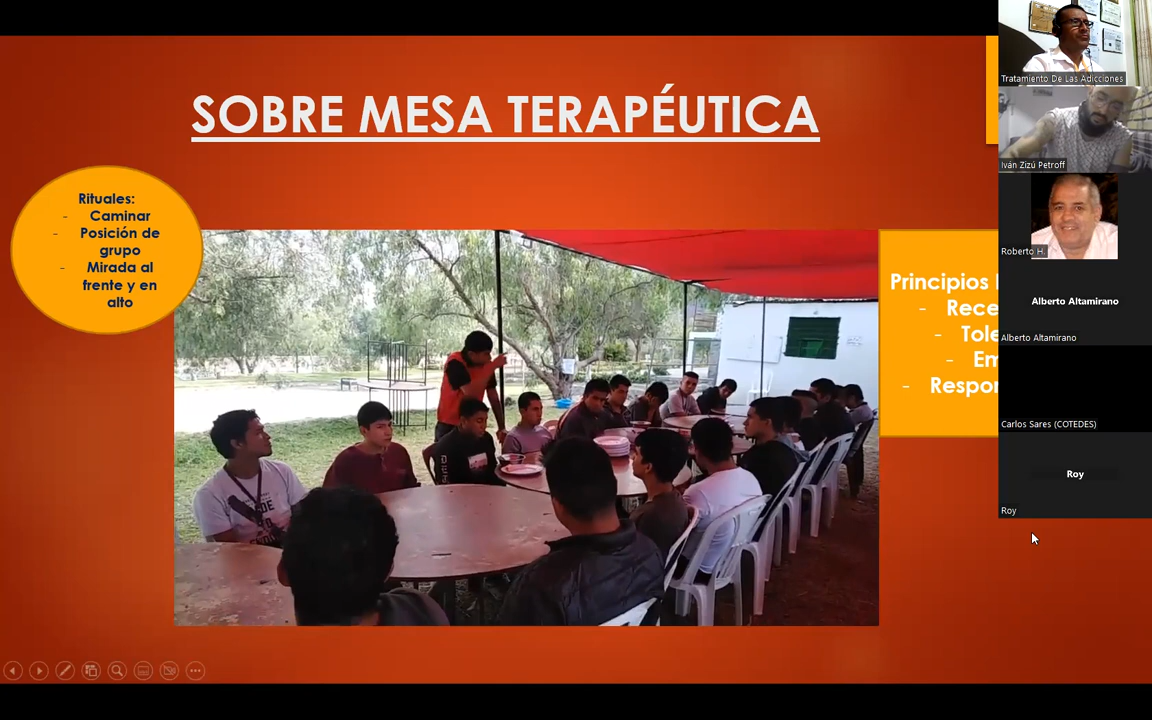 SOBRE MESA TERAPÉUTICA
Rituales:
- Caminar
- Posición de
grupo
- Mirada al
frente y en
alto
Principios
- Rece
- Tole
- Em
- Respon
Tratamiento De Las Adicciones
Iván Zizú Petroff
Roberto H.
Alberto Altamirano
Alberto Altamirano
Carlos Sares (COTEDES)
Roy
Roy